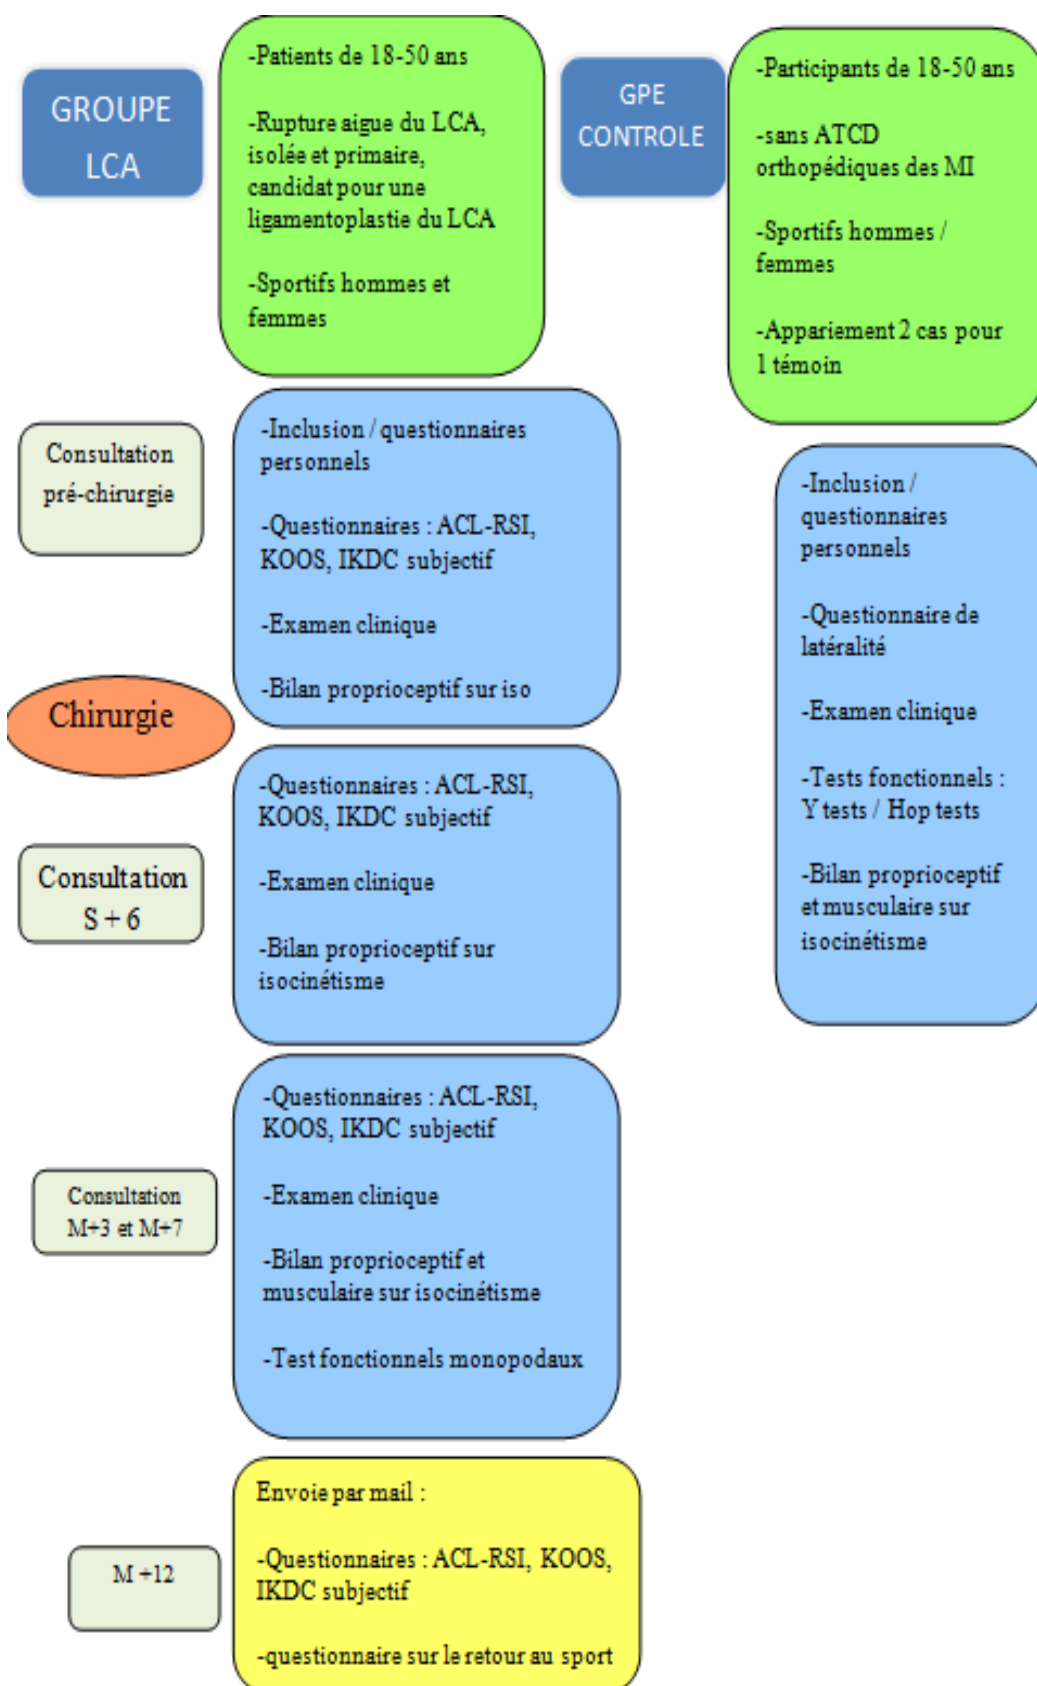 GROUPE
LCA
-Patients de 18-50 ans
-Rupture aigue du LCA,
isolée et primaire,
candidat pour une
ligamentoplastie du LCA
-Sportifs hommes et
femmes
GPE
CONTROLE
-Participants de 18-50 ans
-sans ATCD
orthopédiques des MI
-Sportifs hommes /
femmes
-Appariement 2 cas pour
1 témoin
Consultation
pré-chirurgie
-Inclusion / questionnaires
personnels
-Questionnaires : ACL-RSI,
KOOS, IKDC subjectif
-Examen clinique
-Bilan proprioceptif sur iso
-Inclusion /
questionnaires
personnels
-Questionnaire de
latéralité
-Examen clinique
-Tests fonctionnels :
Y tests / Hop tests
-Bilan proprioceptif
et musculaire sur
isocinétisme
Chirurgie
Consultation
S + 6
-Questionnaires : ACL-RSI,
KOOS, IKDC subjectif
-Examen clinique
-Bilan proprioceptif sur
isocinétisme
Consultation
M+3 et M+7
-Questionnaires : ACL-RSI,
KOOS, IKDC subjectif
-Examen clinique
-Bilan proprioceptif et
musculaire sur isocinétisme
-Test fonctionnels monopodaux
M +12
Envoie par mail :
-Questionnaires : ACL-RSI, KOOS,
IKDC subjectif
-questionnaire sur le retour au sport